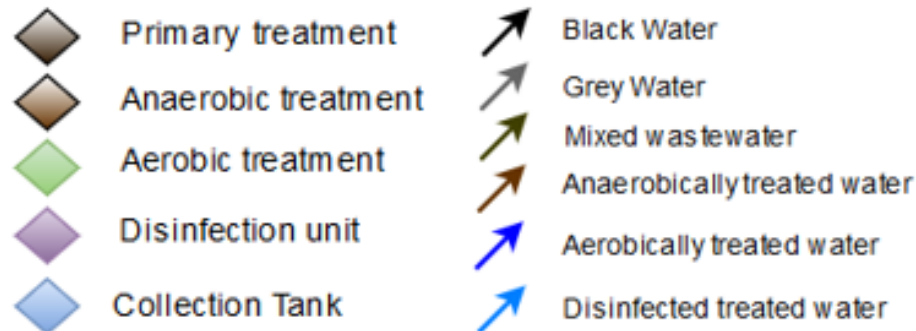 Primary treatment
Anaerobic treatment
Aerobic treatment
Disinfection unit
Collection Tank
Black Water
Grey Water
Mixed wastewater
Anaerobically treated water
Aerobically treated water
Disinfected treated water